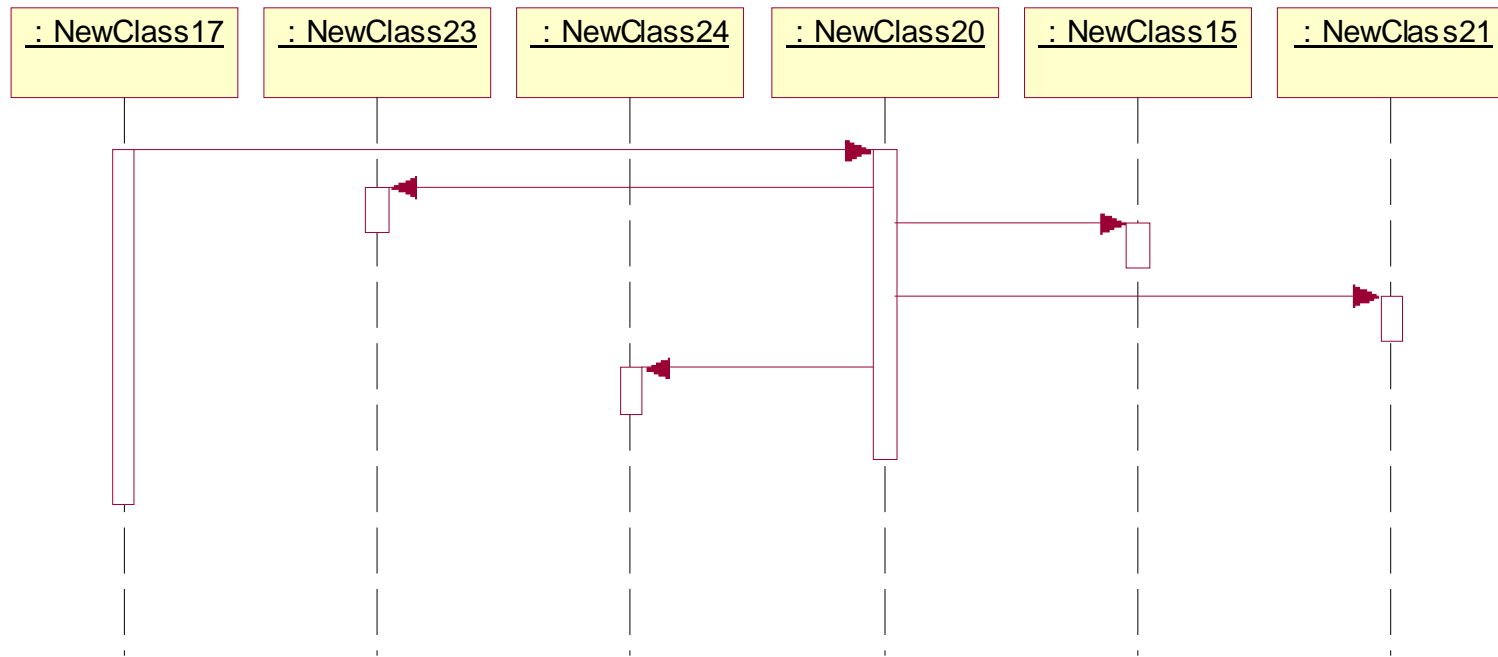 : NewClass17
: NewClass23
: NewClass24
: NewClass20
: NewClass15
: NewClass21